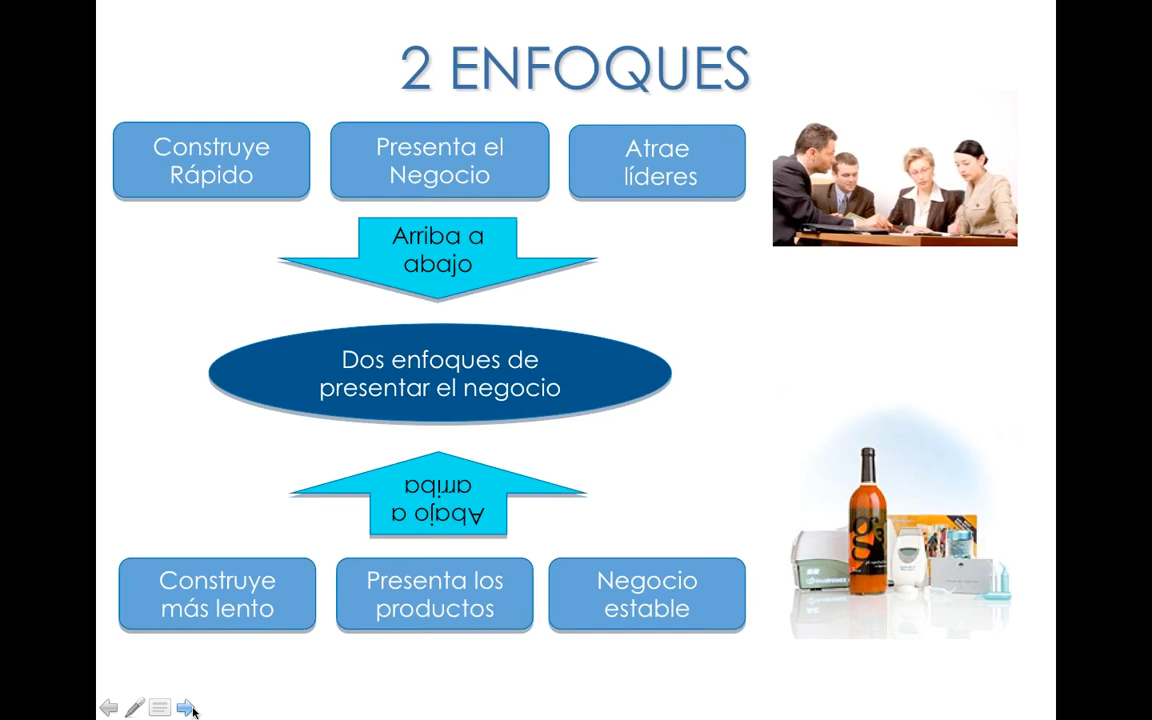 2 ENFOQUES
Construye
Rápido
Presenta el
Negocio
Atrae
líderes
Arriba a
abajo
Dos enfoques de
presentar el negocio
Abajo a
arriba
Construye
más lento
Presenta los
productos
Negocio
estable
g3